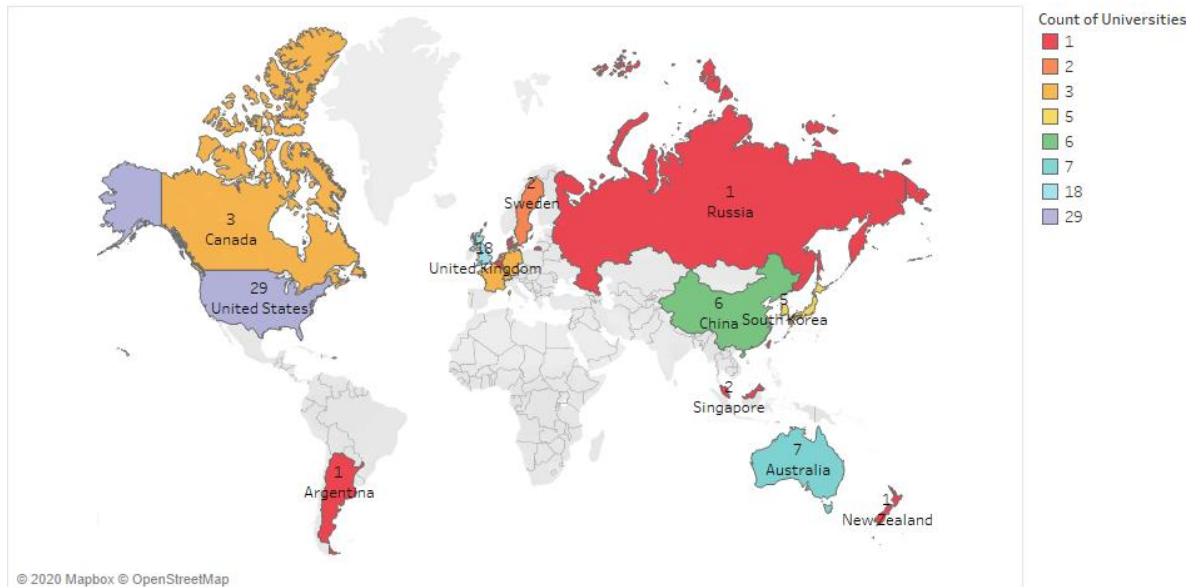 Count of Universities
1
2
3
5
6
7
18
29
2
Sweden
1
Russia
3
Canada
18
United Kingdom
29
United States
6
China
5
South Korea
2
Singapore
7
Australia
1
Argentina
1
New Zealand
© 2020 Mapbox © OpenStreetMap